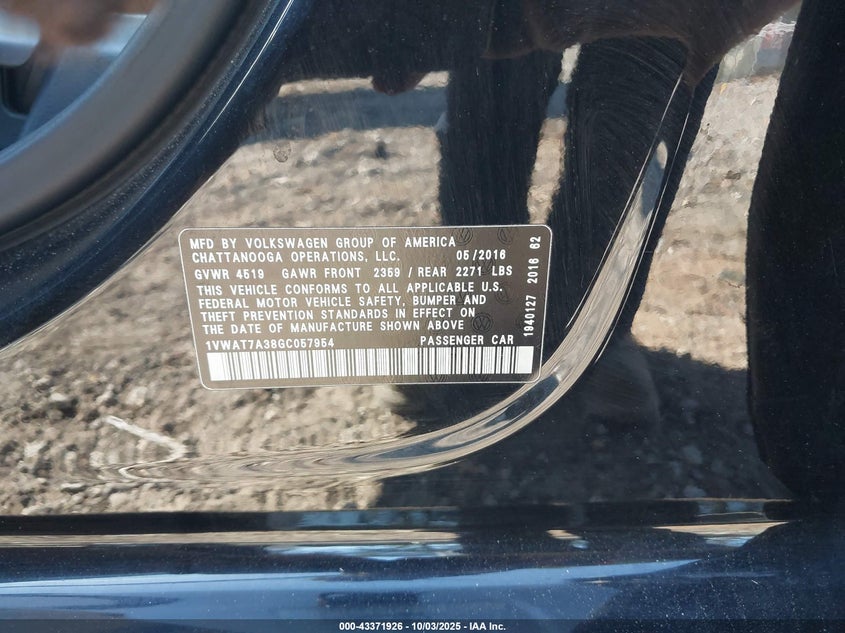 MFD BY VOLKSWAGEN GROUP OF AMERICA
CHATTANOOGA OPERATIONS, LLC. 05/2016
GVWR 4519 GAWR FRONT 2359 / REAR 2271 LBS
THIS VEHICLE CONFORMS TO ALL APPLICABLE U.S.
FEDERAL MOTOR VEHICLE SAFETY, BUMPER AND
THEFT PREVENTION STANDARDS IN EFFECT ON
THE DATE OF MANUFACTURE SHOWN ABOVE
1VWAT7A38GC057954 PASSENGER CAR
1940127 2016 62
000-43371926 - 10/03/2025 - IAA Inc.